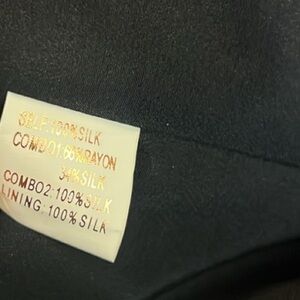 SELF:100%SILK
COMBO1:66%RAYON
34%SILK
COMBO2:100%SILK
LINING:100%SILK